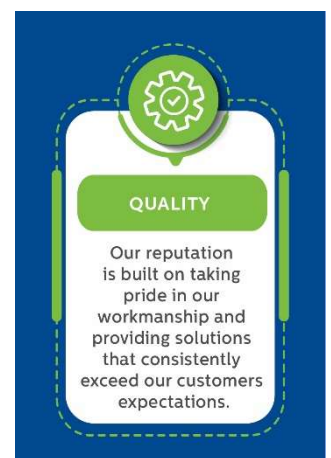 QUALITY
Our reputation
is built on taking
pride in our
workmanship and
providing solutions
that consistently
exceed our customers
expectations.